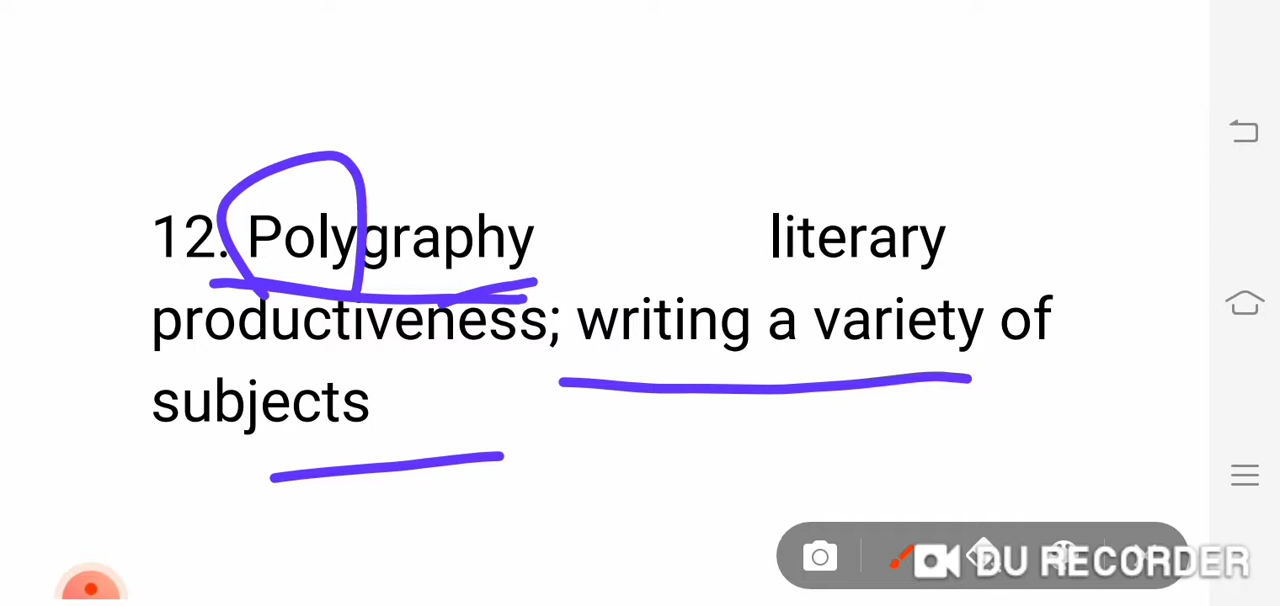 12. Polygraphy literary
productiveness; writing a variety of
subjects
DU RECORDER